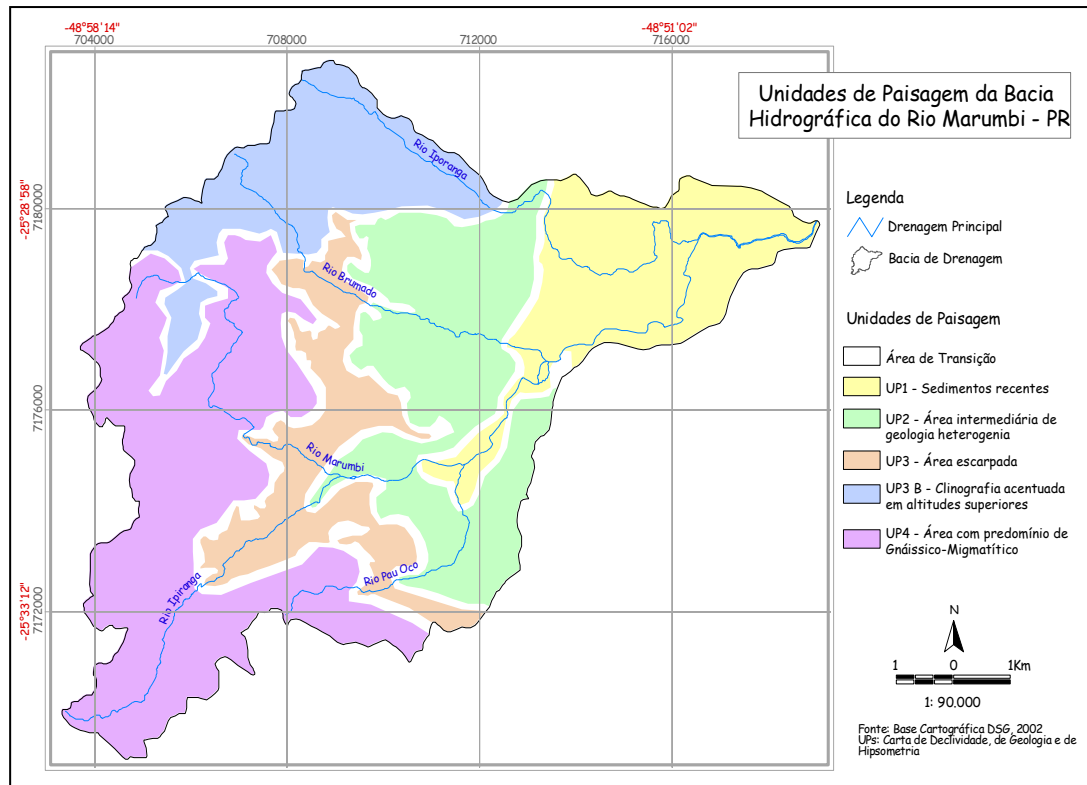 -48°58'14"
-48°51'02"
704000
708000
712000
716000
Unidades de Paisagem da Bacia
Hidrográfica do Rio Marumbi - PR
-25°28'58"
7180000
7176000
-25°33'12"
7172000
Rio Iporanga
Rio Brumado
Rio Marumbi
Rio Pau Oco
Rio Ipiranga
Legenda
Drenagem Principal
Bacia de Drenagem
Unidades de Paisagem
Área de Transição
UP1 - Sedimentos recentes
UP2 - Área intermediária de
geologia heterogenia
UP3 - Área escarpada
UP3 B - Clinografia acentuada
em altitudes superiores
UP4 - Área com predomínio de
Gnáissico-Migmatítico
N
1 0 1Km
1: 90.000
Fonte: Base Cartográfica DSG, 2002
UPs: Carta de Declividade, de Geologia e de
Hipsometria